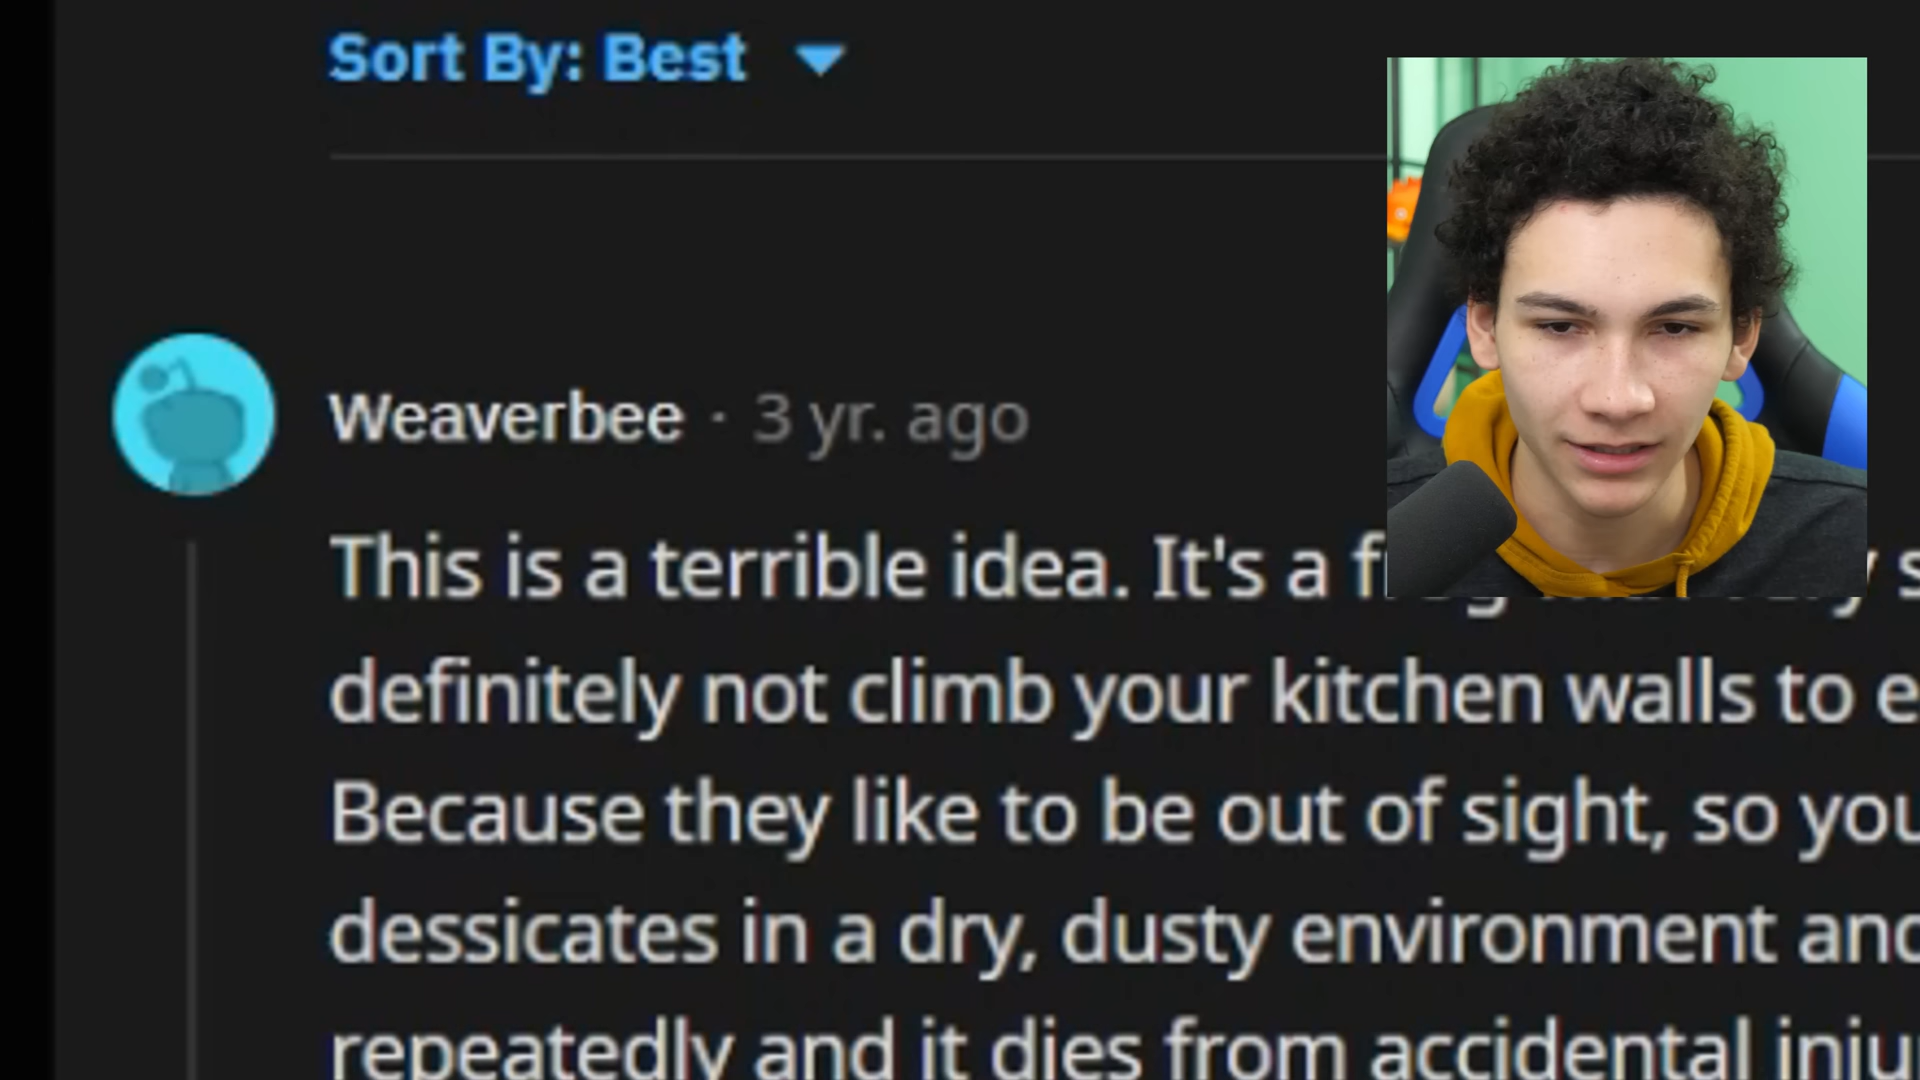 Sort By: Best
Weaverbee · 3 yr. ago
This is a terrible idea. It's a
definitely not climb your kitchen walls to
Because they like to be out of sight, so you
dessicates in a dry, dusty environment and
repeatedly and it dies from accidental